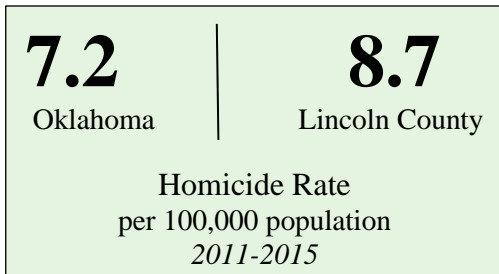 7.2 8.7
Oklahoma Lincoln County
Homicide Rate
per 100,000 population
2011-2015